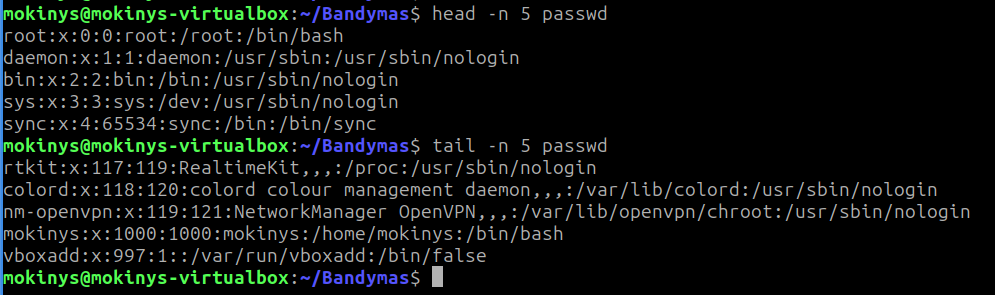 mokinys@mokinys-virtualbox:~/Bandymas$ head -n 5 passwd
root:x:0:0:root:/root:/bin/bash
daemon:x:1:1:daemon:/usr/sbin:/usr/sbin/nologin
bin:x:2:2:bin:/bin:/usr/sbin/nologin
sys:x:3:3:sys:/dev:/usr/sbin/nologin
sync:x:4:65534:sync:/bin:/bin/sync
mokinys@mokinys-virtualbox:~/Bandymas$ tail -n 5 passwd
rtkit:x:117:119:RealtimeKit,,,:/proc:/usr/sbin/nologin
colord:x:118:120:colord colour management daemon,,,:/var/lib/colord:/usr/sbin/nologin
nm-openvpn:x:119:121:NetworkManager OpenVPN,,,:/var/lib/openvpn/chroot:/usr/sbin/nologin
mokinys:x:1000:1000:mokinys:/home/mokinys:/bin/bash
vboxadd:x:997:1::/var/run/vboxadd:/bin/false
mokinys@mokinys-virtualbox:~/Bandymas$